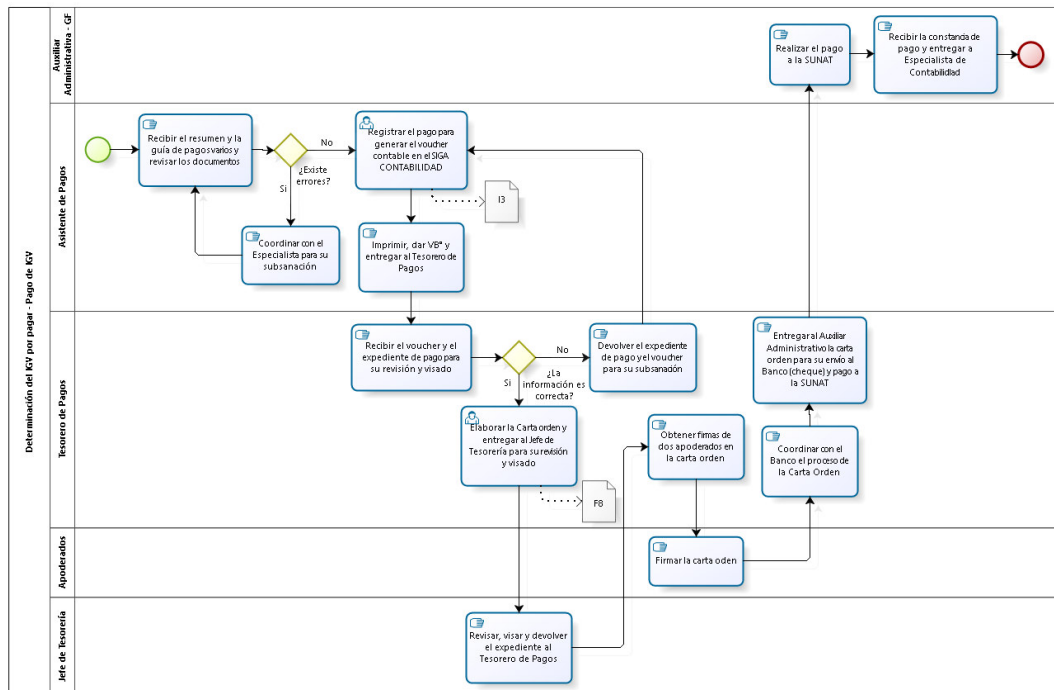 Determinación del IGV por pagar - Pago de IGV
Auxiliar
Administrativa - GF
Realizar el pago
a la SUNAT
Recibir la constancia de
pago y entregar a
Especialista de
Contabilidad
Asistente de Pagos
Recibir el resumen y la
guía de pagos varios y
revisar los documentos
¿Existe
errores?
No
Si
Coordinar con el
Especialista para su
subsanación
Registrar el pago para
generar el voucher
contable en el SIGA
CONTABILIDAD
I3
Imprimir, dar VB° y
entregar al Tesorero de
Pagos
Tesorero de Pagos
Recibir el voucher y el
expediente de pago para
su revisión y visado
No
Si
¿La
información es
correcta?
Devolver el expediente
de pago y el voucher
para su subsanación
Elaborar la Carta orden y
entregar al Jefe de
Tesorería para su revisión
y visado
F8
Obtener firmas de
dos apoderados en
la carta orden
Entregar al Auxiliar
Administrativo la carta
orden para su envío al
Banco (cheque) y pago a
la SUNAT
Coordinar con el
Banco el proceso de
la Carta Orden
Apoderados
Firmar la carta oden
Jefe de Tesorería
Revisar, visar y devolver
el expediente al
Tesorero de Pagos